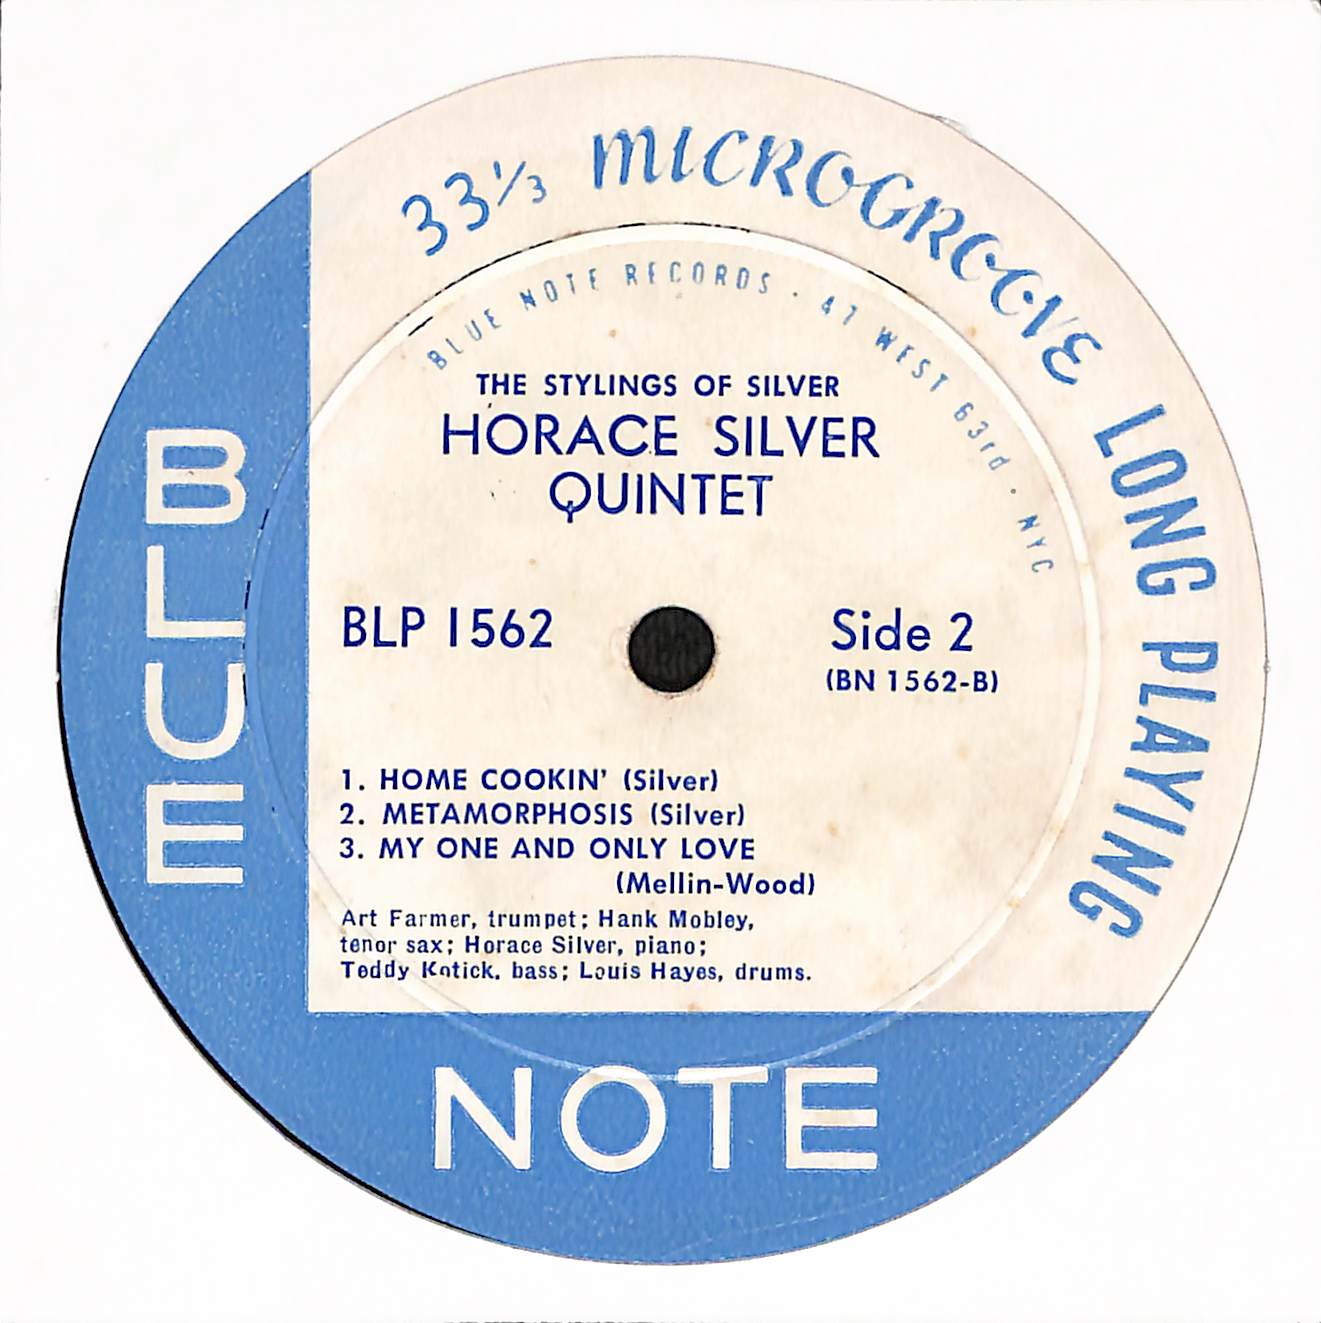 33⅓ MICROGROOVE LONG PLAYING
BLUE NOTE RECORDS · 47 WEST 63rd · NYC
THE STYLINGS OF SILVER
HORACE SILVER
QUINTET
BLP 1562
Side 2
(BN 1562-B)
1. HOME COOKIN' (Silver)
2. METAMORPHOSIS (Silver)
3. MY ONE AND ONLY LOVE
(Mellin-Wood)
Art Farmer, trumpet; Hank Mobley,
tenor sax; Horace Silver, piano;
Teddy Kotick, bass; Louis Hayes, drums.
BLUE
NOTE